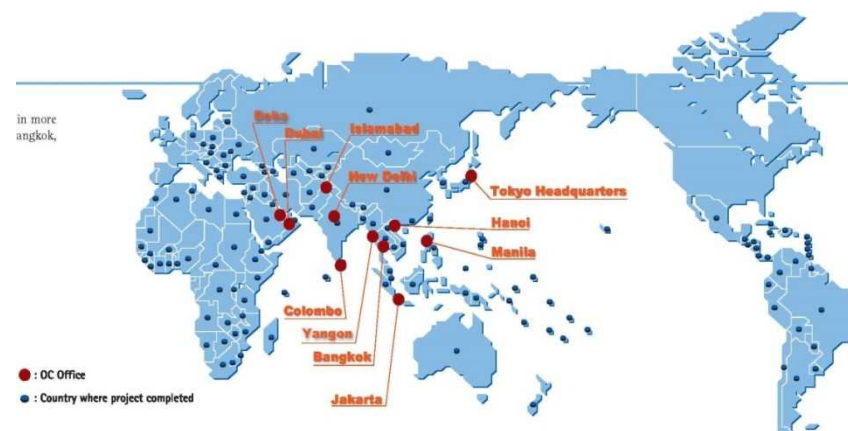 in more
angkok,
Doha
Dubai
Islamabad
New Delhi
Tokyo Headquarters
Hanoi
Manila
Colombo
Yangon
Bangkok
Jakarta
: OC Office
: Country where project completed